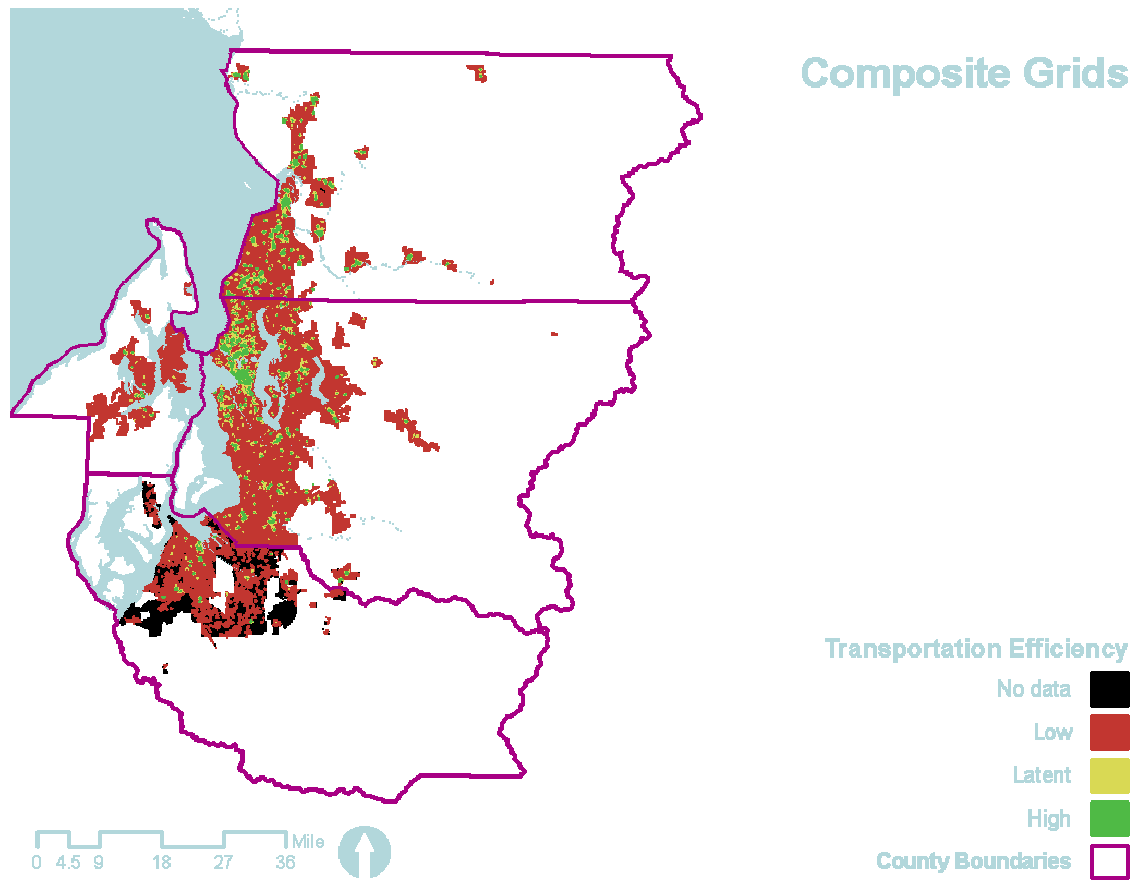 Composite Grids
Transportation Efficiency
No data
Low
Latent
High
County Boundaries
Mile
0 4.5 9 18 27 36